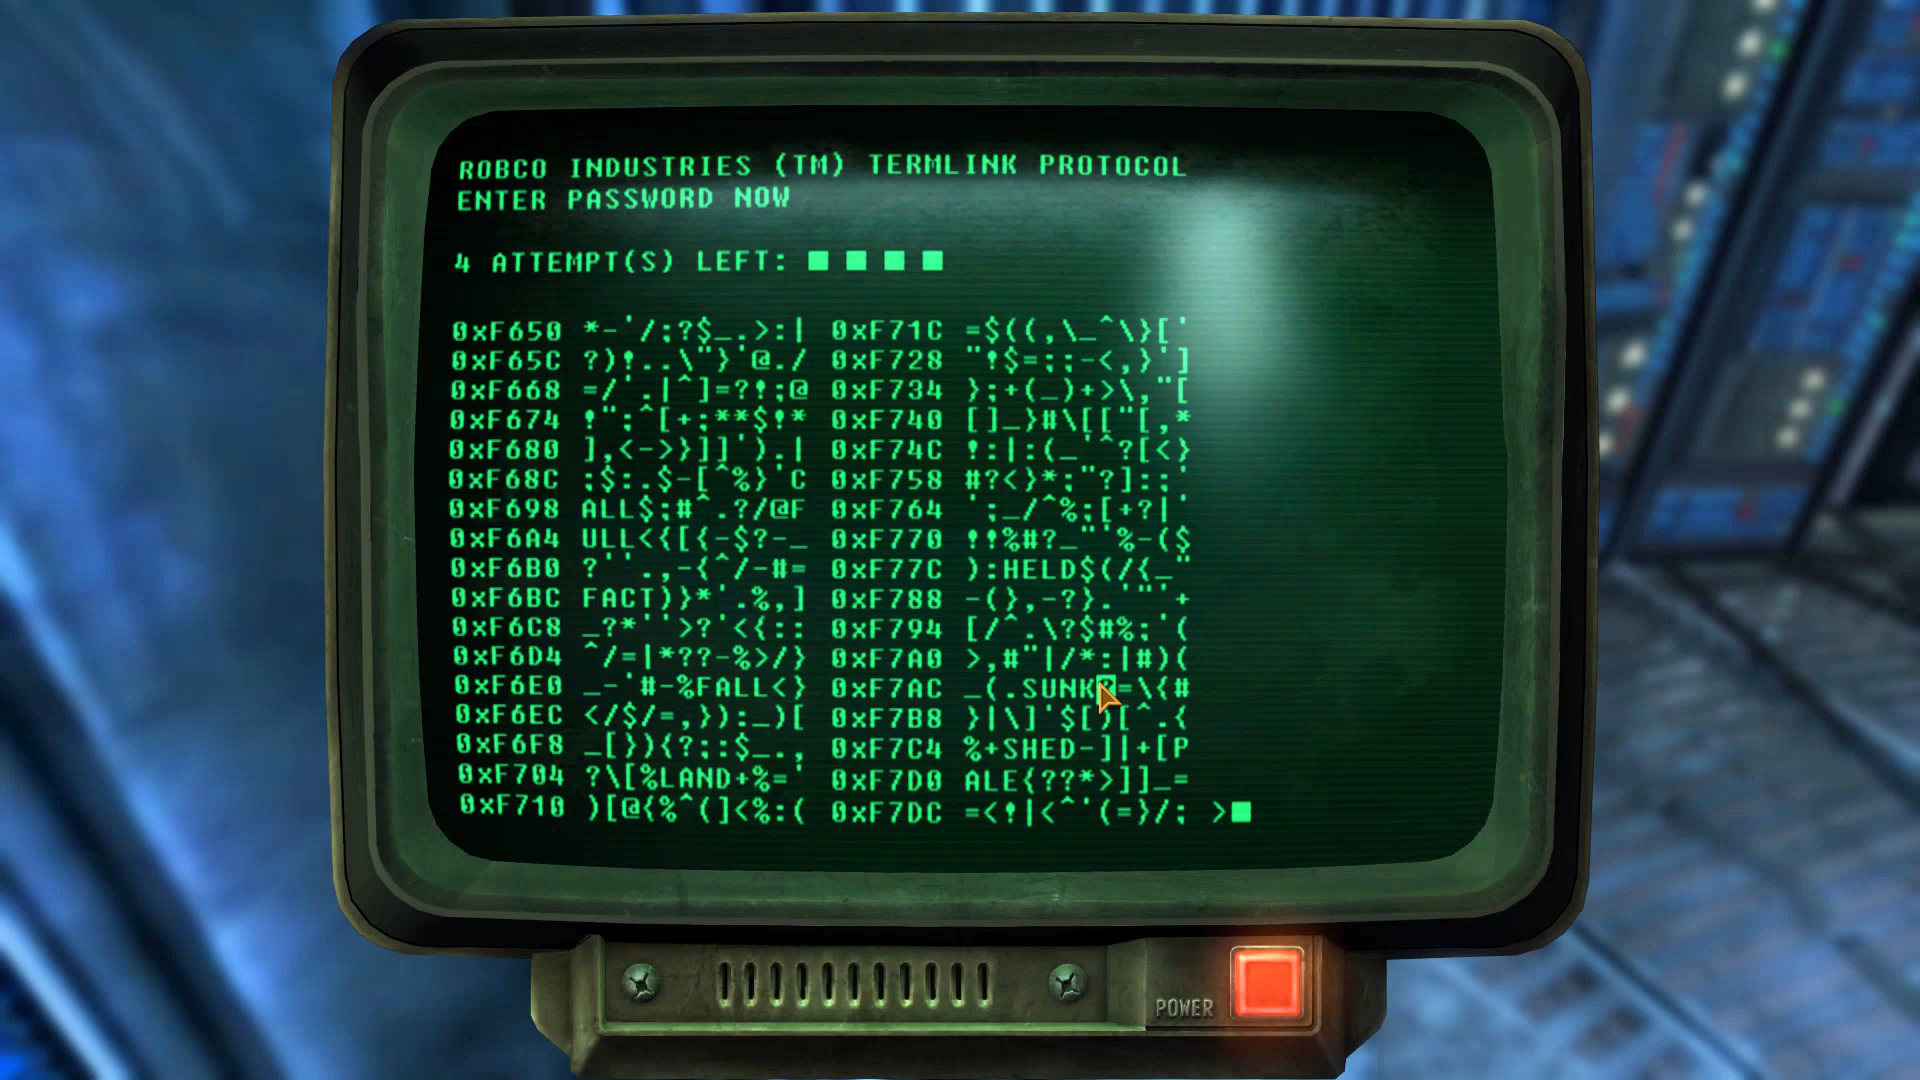 ROBCO INDUSTRIES (TM) TERMLINK PROTOCOL
ENTER PASSWORD NOW
4 ATTEMPT(S) LEFT: ■ ■ ■ ■
0xF650 *-'/;?$_.>:| 0xF71C =$((,\_^\}['
0xF65C ?)!..\"}'@./ 0xF728 "!$=:;-<,}']
0xF668 =/'.|^]=?!;@ 0xF734 };+(_)+>\,"[
0xF674 !":^[+:**$!* 0xF740 []_}#\[["[,*
0xF680 ],<->}]]').| 0xF74C !:|:(_'^?[<}
0xF68C ;$:.$-[^%}'C 0xF758 #?<}*;"?]:;'
0xF698 ALL$;#^.?/@F 0xF764 ';_/^%;[+?|'
0xF6A4 ULL<{[{-$?-_ 0xF770 !!%#?_"'%-($
0xF6B0 ?''.,-{^/-#= 0xF77C ):HELD$(/{_"
0xF6BC FACT)}*'.%,] 0xF788 -(},-?}.'"'+
0xF6C8 _?*''>?'<{:: 0xF794 [/^.\?$#%;'(
0xF6D4 ^/=|*??-%>/} 0xF7A0 >,#"|/*:|#)(
0xF6E0 _-'#-%FALL<} 0xF7AC _(.SUNK =\{#
0xF6EC </$/=,}):_)[ 0xF7B8 }|\]'$[)[^.{
0xF6F8 _[}){?::$_., 0xF7C4 %+SHED-]|+[P
0xF704 ?\[%LAND+%=' 0xF7D0 ALE{??*>]]_=
0xF710 )[@{%^(]<%:( 0xF7DC =<!|<^'(=}/; >■
POWER